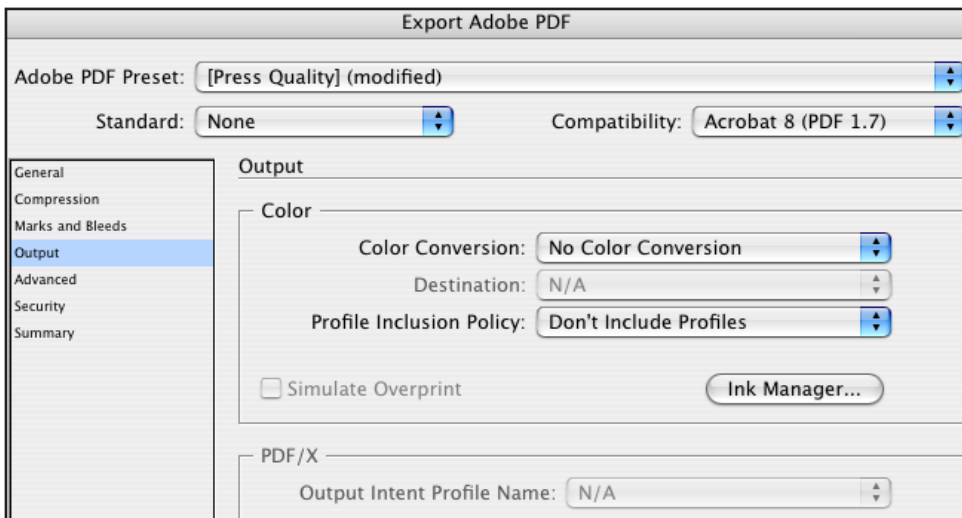 Export Adobe PDF
Adobe PDF Preset: [Press Quality] (modified)
Standard: None Compatibility: Acrobat 8 (PDF 1.7)
General
Compression
Marks and Bleeds
Output
Advanced
Security
Summary
Output
Color
Color Conversion: No Color Conversion
Destination: N/A
Profile Inclusion Policy: Don't Include Profiles
Simulate Overprint Ink Manager...
PDF/X
Output Intent Profile Name: N/A